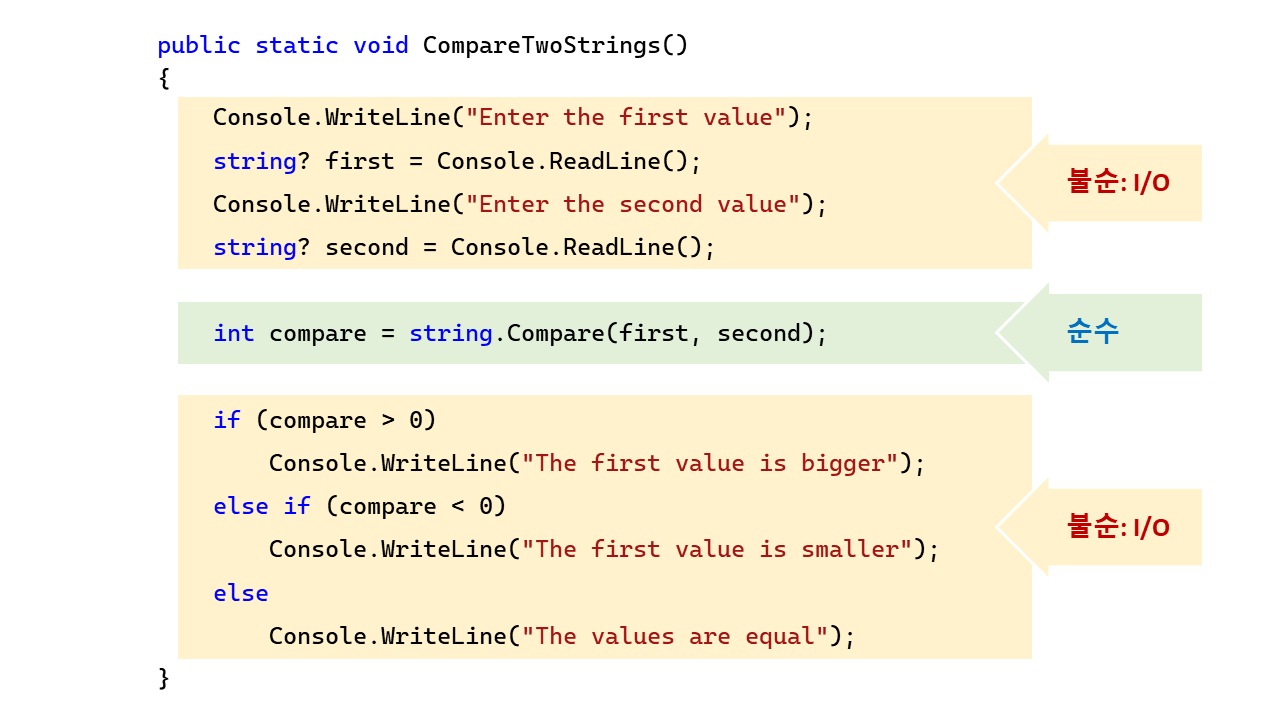 public static void CompareTwoStrings()
{
Console.WriteLine("Enter the first value");
string? first = Console.ReadLine();
불순: I/O
Console.WriteLine("Enter the second value");
string? second = Console.ReadLine();
int compare = string.Compare(first, second);
순수
if (compare > 0)
Console.WriteLine("The first value is bigger");
else if (compare < 0)
불순: I/O
Console.WriteLine("The first value is smaller");
else
Console.WriteLine("The values are equal");
}